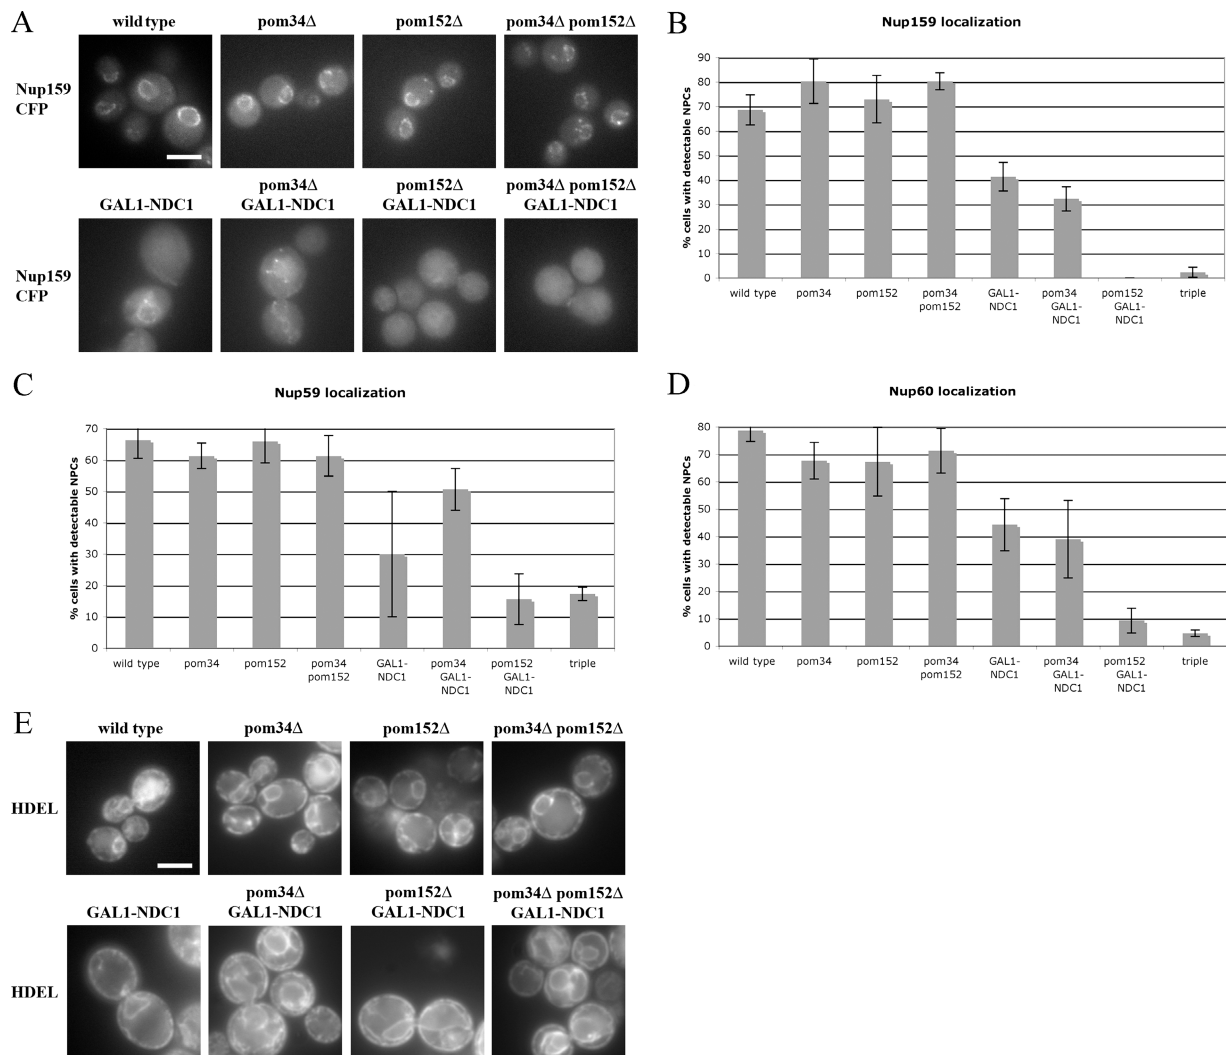 A
wild type pom34Δ pom152Δ pom34Δ pom152Δ
Nup159
CFP
pom34Δ pom152Δ pom34Δ pom152Δ
GAL1-NDC1 GAL1-NDC1 GAL1-NDC1 GAL1-NDC1
Nup159
CFP
B
Nup159 localization
% cells with detectable NPCs
90
80
70
60
50
40
30
20
10
0
wild type pom34 pom152 pom34 GAL1- pom34 pom152 triple
pom152 NDC1 GAL1- GAL1-
NDC1 NDC1
C
Nup59 localization
% cells with detectable NPCs
70
60
50
40
30
20
10
0
wild type pom34 pom152 pom34 GAL1- pom34 pom152 triple
pom152 NDC1 GAL1- GAL1-
NDC1 NDC1
D
Nup60 localization
% cells with detectable NPCs
80
70
60
50
40
30
20
10
0
wild type pom34 pom152 pom34 GAL1- pom34 pom152 triple
pom152 NDC1 GAL1- GAL1-
NDC1 NDC1
E
wild type pom34Δ pom152Δ pom34Δ pom152Δ
HDEL
pom34Δ pom152Δ pom34Δ pom152Δ
GAL1-NDC1 GAL1-NDC1 GAL1-NDC1 GAL1-NDC1
HDEL